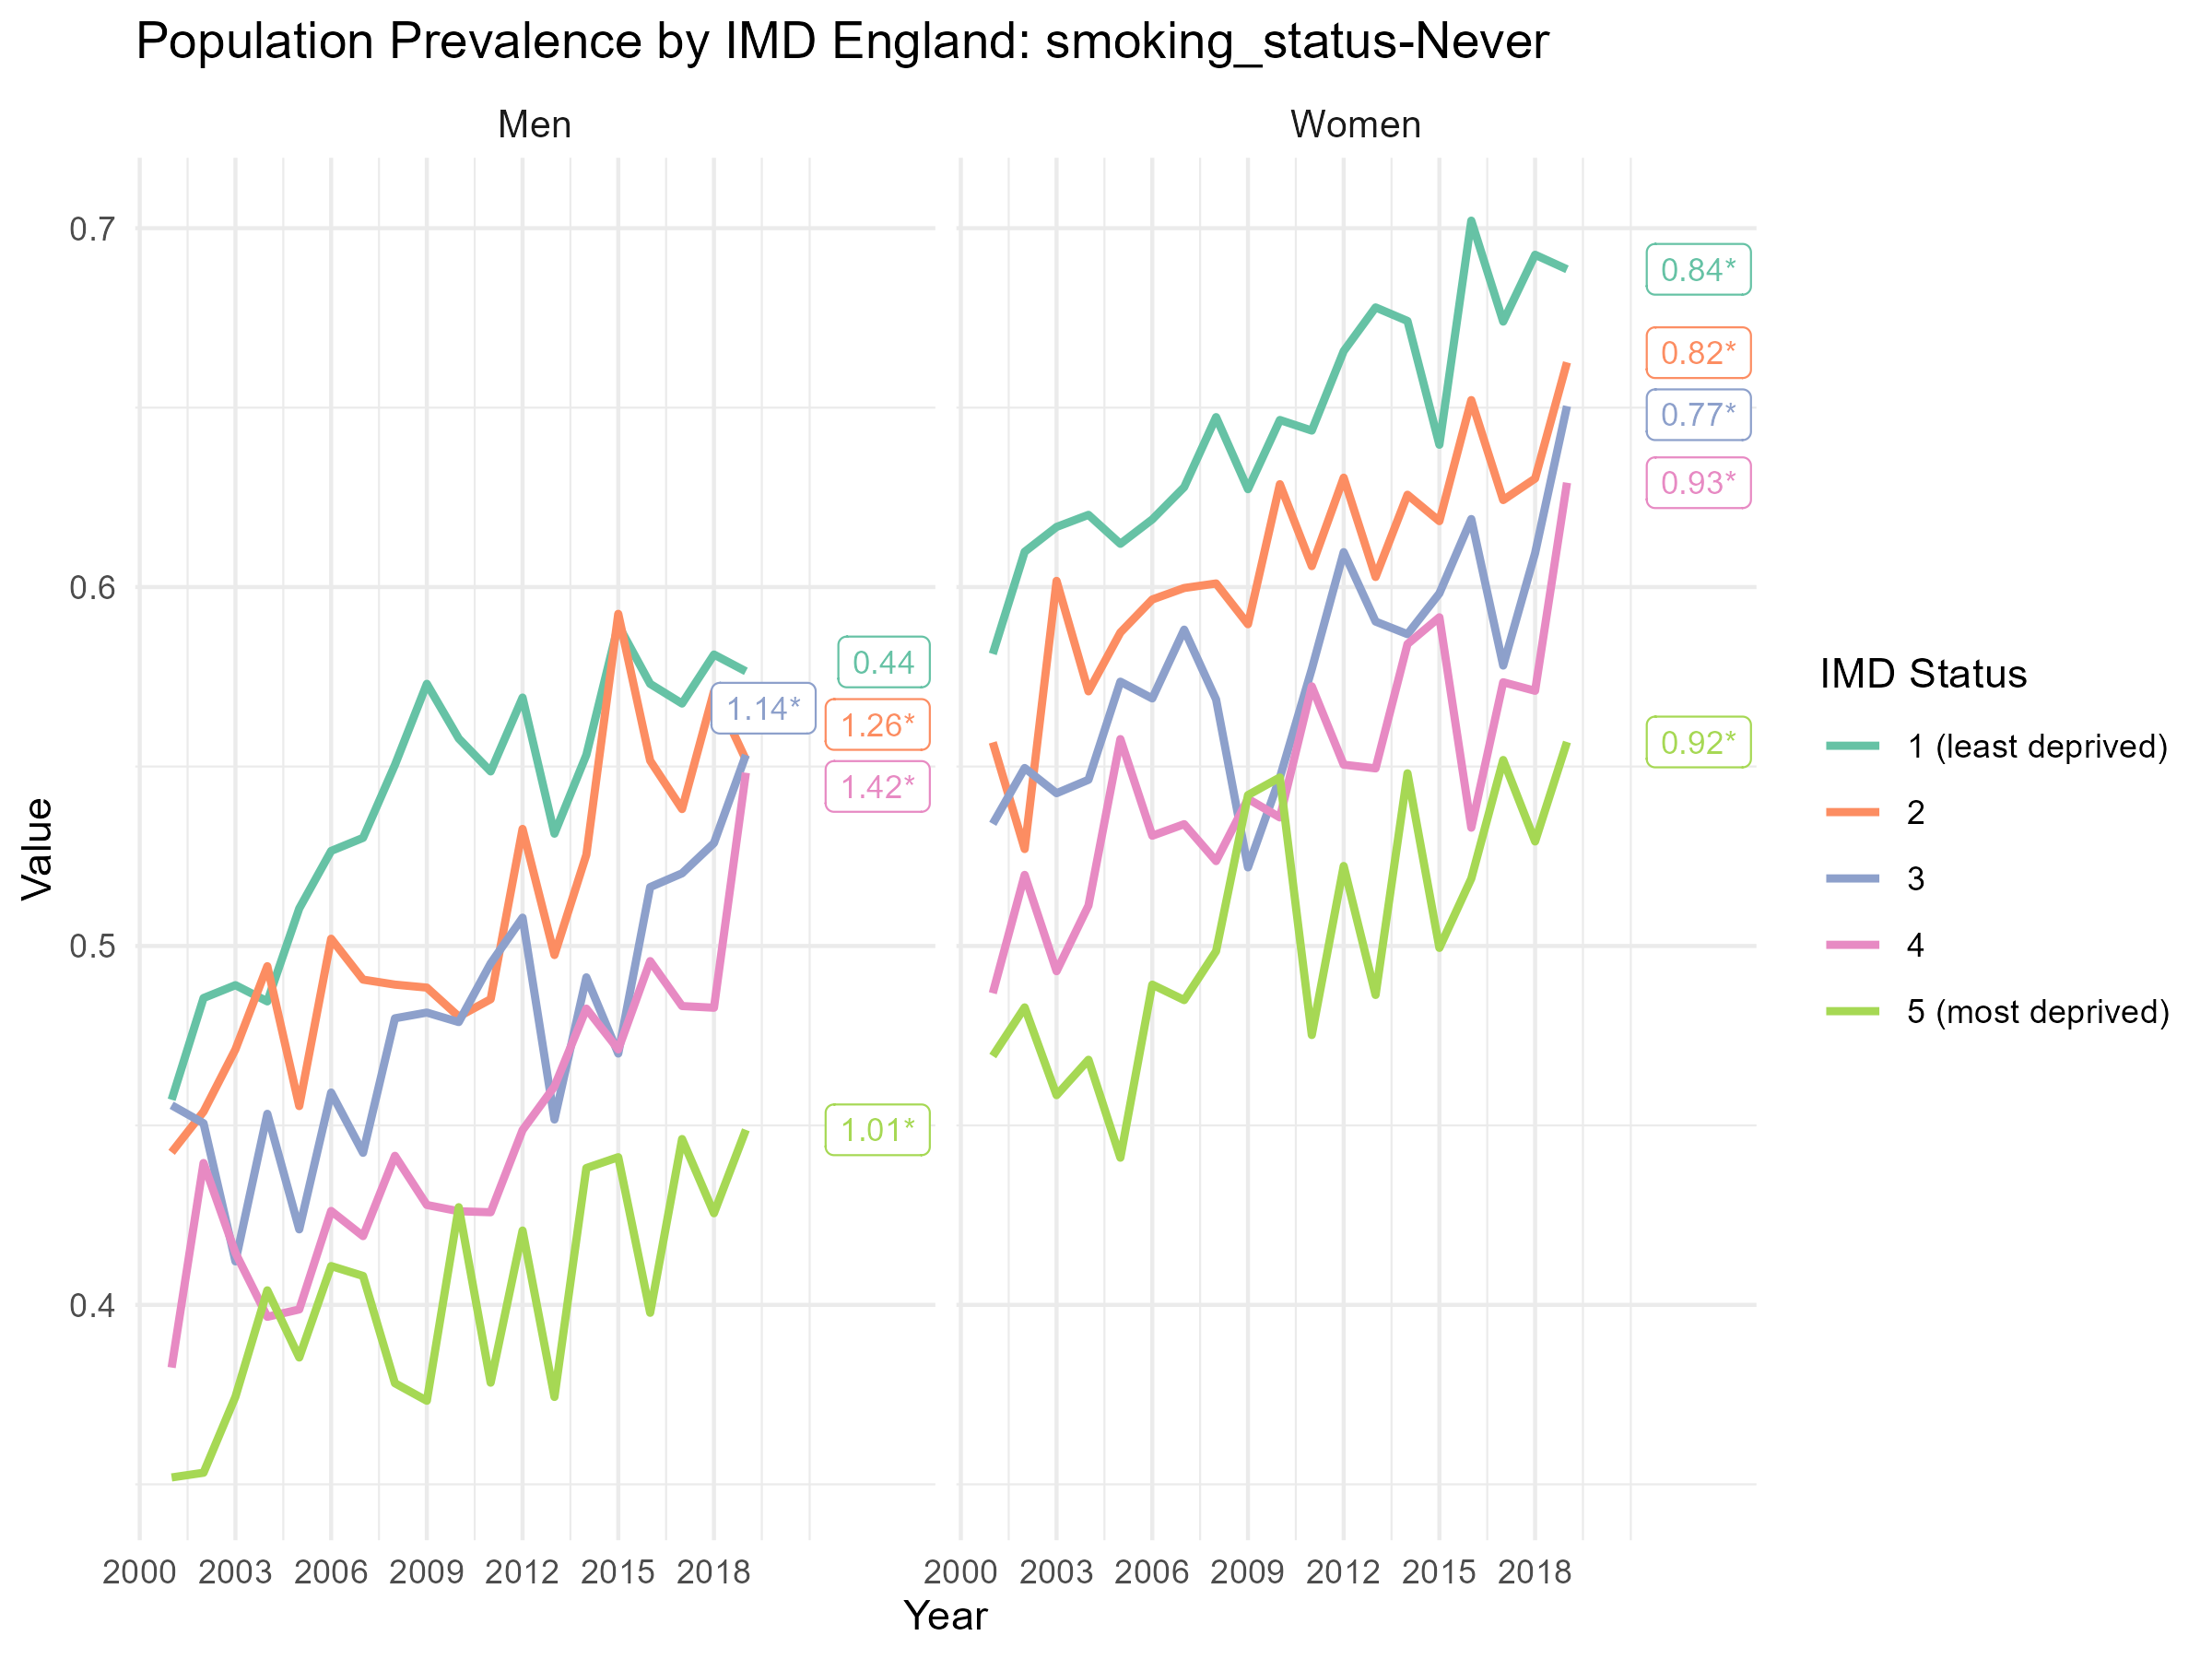 Population Prevalence by IMD England: smoking_status-Never
Men
Women
0.7
0.6
0.5
0.4
Value
0.44
1.14*
1.26*
1.42*
1.01*
0.84*
0.82*
0.77*
0.93*
0.92*
2000 2003 2006 2009 2012 2015 2018
2000 2003 2006 2009 2012 2015 2018
Year
IMD Status
1 (least deprived)
2
3
4
5 (most deprived)